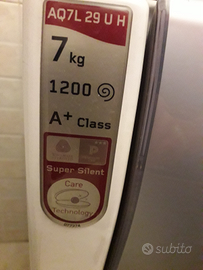 AQ7L 29 U H
7 kg
1200
A+ Class
Super Silent
Care
Technology
subito